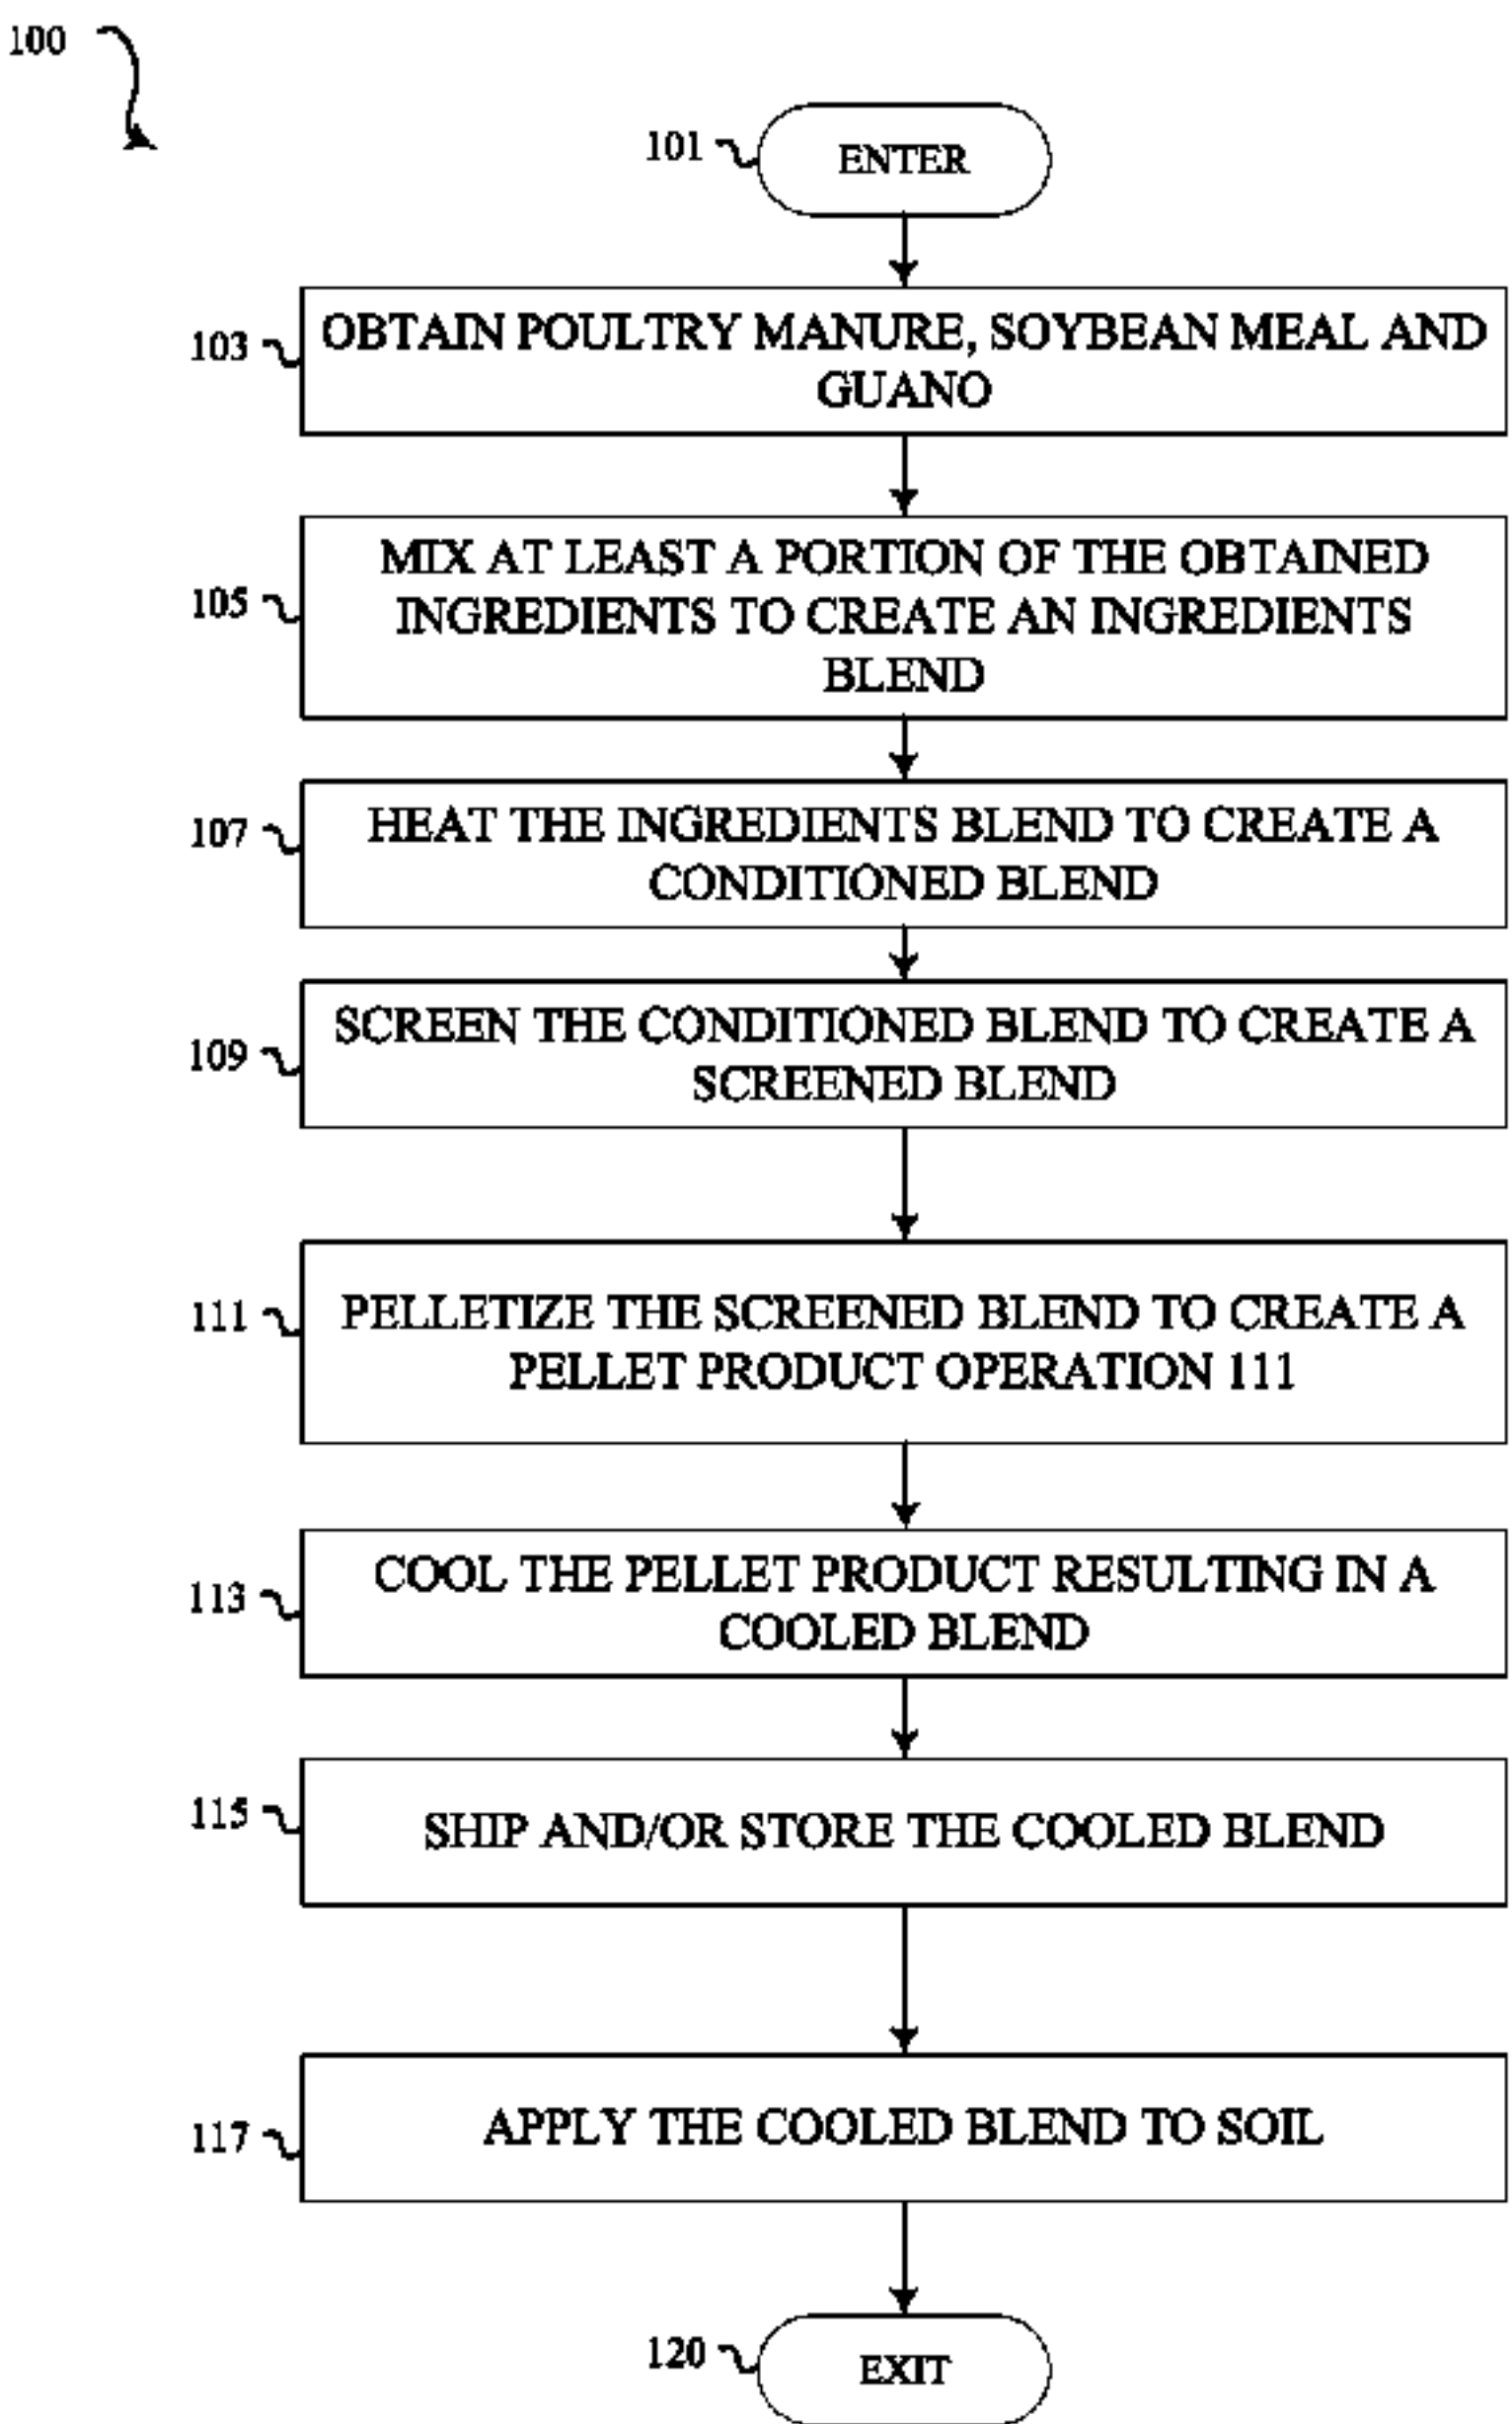 100
101
ENTER
103
OBTAIN POULTRY MANURE, SOYBEAN MEAL AND
GUANO
105
MIX AT LEAST A PORTION OF THE OBTAINED
INGREDIENTS TO CREATE AN INGREDIENTS
BLEND
107
HEAT THE INGREDIENTS BLEND TO CREATE A
CONDITIONED BLEND
109
SCREEN THE CONDITIONED BLEND TO CREATE A
SCREENED BLEND
111
PELLETIZE THE SCREENED BLEND TO CREATE A
PELLET PRODUCT OPERATION 111
113
COOL THE PELLET PRODUCT RESULTING IN A
COOLED BLEND
115
SHIP AND/OR STORE THE COOLED BLEND
117
APPLY THE COOLED BLEND TO SOIL
120
EXIT